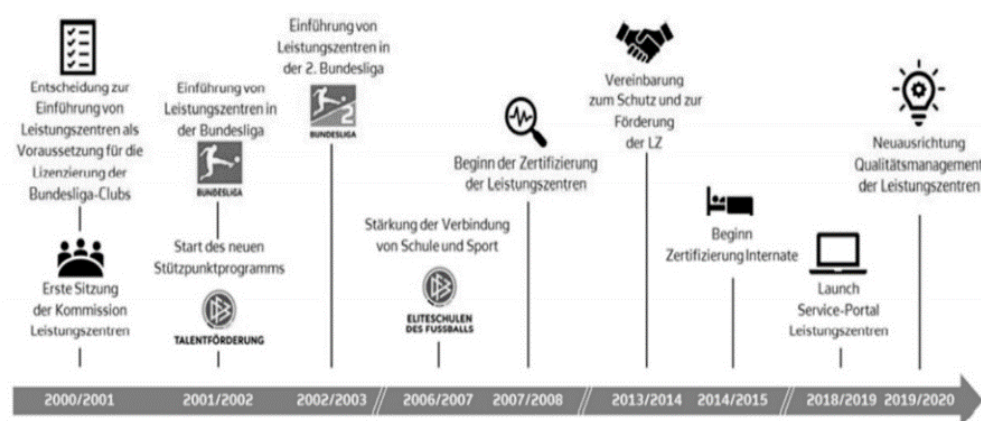 Entscheidung zur
Einführung von
Leistungszentren als
Voraussetzung für die
Lizenzierung der
Bundesliga-Clubs
Erste Sitzung
der Kommission
Leistungszentren
Einführung von
Leistungszentren in
der Bundesliga
BUNDESLIGA
Start des neuen
Stützpunktprogramms
DFB
TALENTFÖRDERUNG
Einführung von
Leistungszentren in
der 2. Bundesliga
2
BUNDESLIGA
Stärkung der Verbindung
von Schule und Sport
DFB
ELITESCHULEN
DES FUSSBALLS
Beginn der Zertifizierung
der Leistungszentren
Vereinbarung
zum Schutz und zur
Förderung
der LZ
Beginn
Zertifizierung Internate
Launch
Service-Portal
Leistungszentren
Neuausrichtung
Qualitätsmanagement
der Leistungszentren
2000/2001
2001/2002
2002/2003
2006/2007
2007/2008
2013/2014
2014/2015
2018/2019
2019/2020